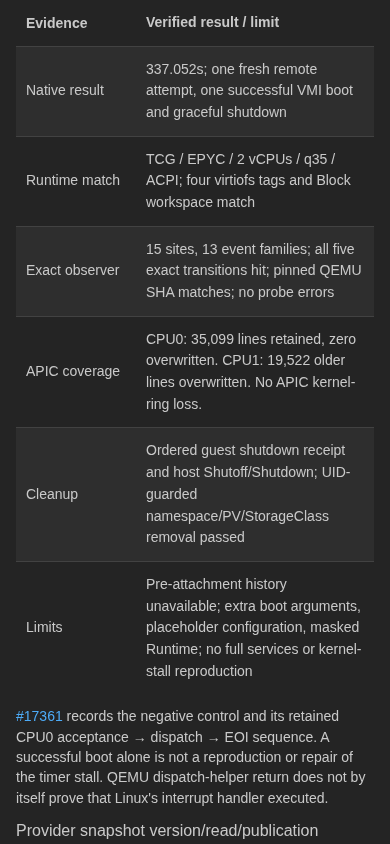 Evidence Verified result / limit
Native result 337.052s; one fresh remote
attempt, one successful VMI boot
and graceful shutdown
Runtime match TCG / EPYC / 2 vCPUs / q35 /
ACPI; four virtiofs tags and Block
workspace match
Exact observer 15 sites, 13 event families; all five
exact transitions hit; pinned QEMU
SHA matches; no probe errors
APIC coverage CPU0: 35,099 lines retained, zero
overwritten. CPU1: 19,522 older
lines overwritten. No APIC kernel-
ring loss.
Cleanup Ordered guest shutdown receipt
and host Shutoff/Shutdown; UID-
guarded
namespace/PV/StorageClass
removal passed
Limits Pre-attachment history
unavailable; extra boot arguments,
placeholder configuration, masked
Runtime; no full services or kernel-
stall reproduction
#17361 records the negative control and its retained
CPU0 acceptance → dispatch → EOI sequence. A
successful boot alone is not a reproduction or repair of
the timer stall. QEMU dispatch-helper return does not by
itself prove that Linux's interrupt handler executed.
Provider snapshot version/read/publication